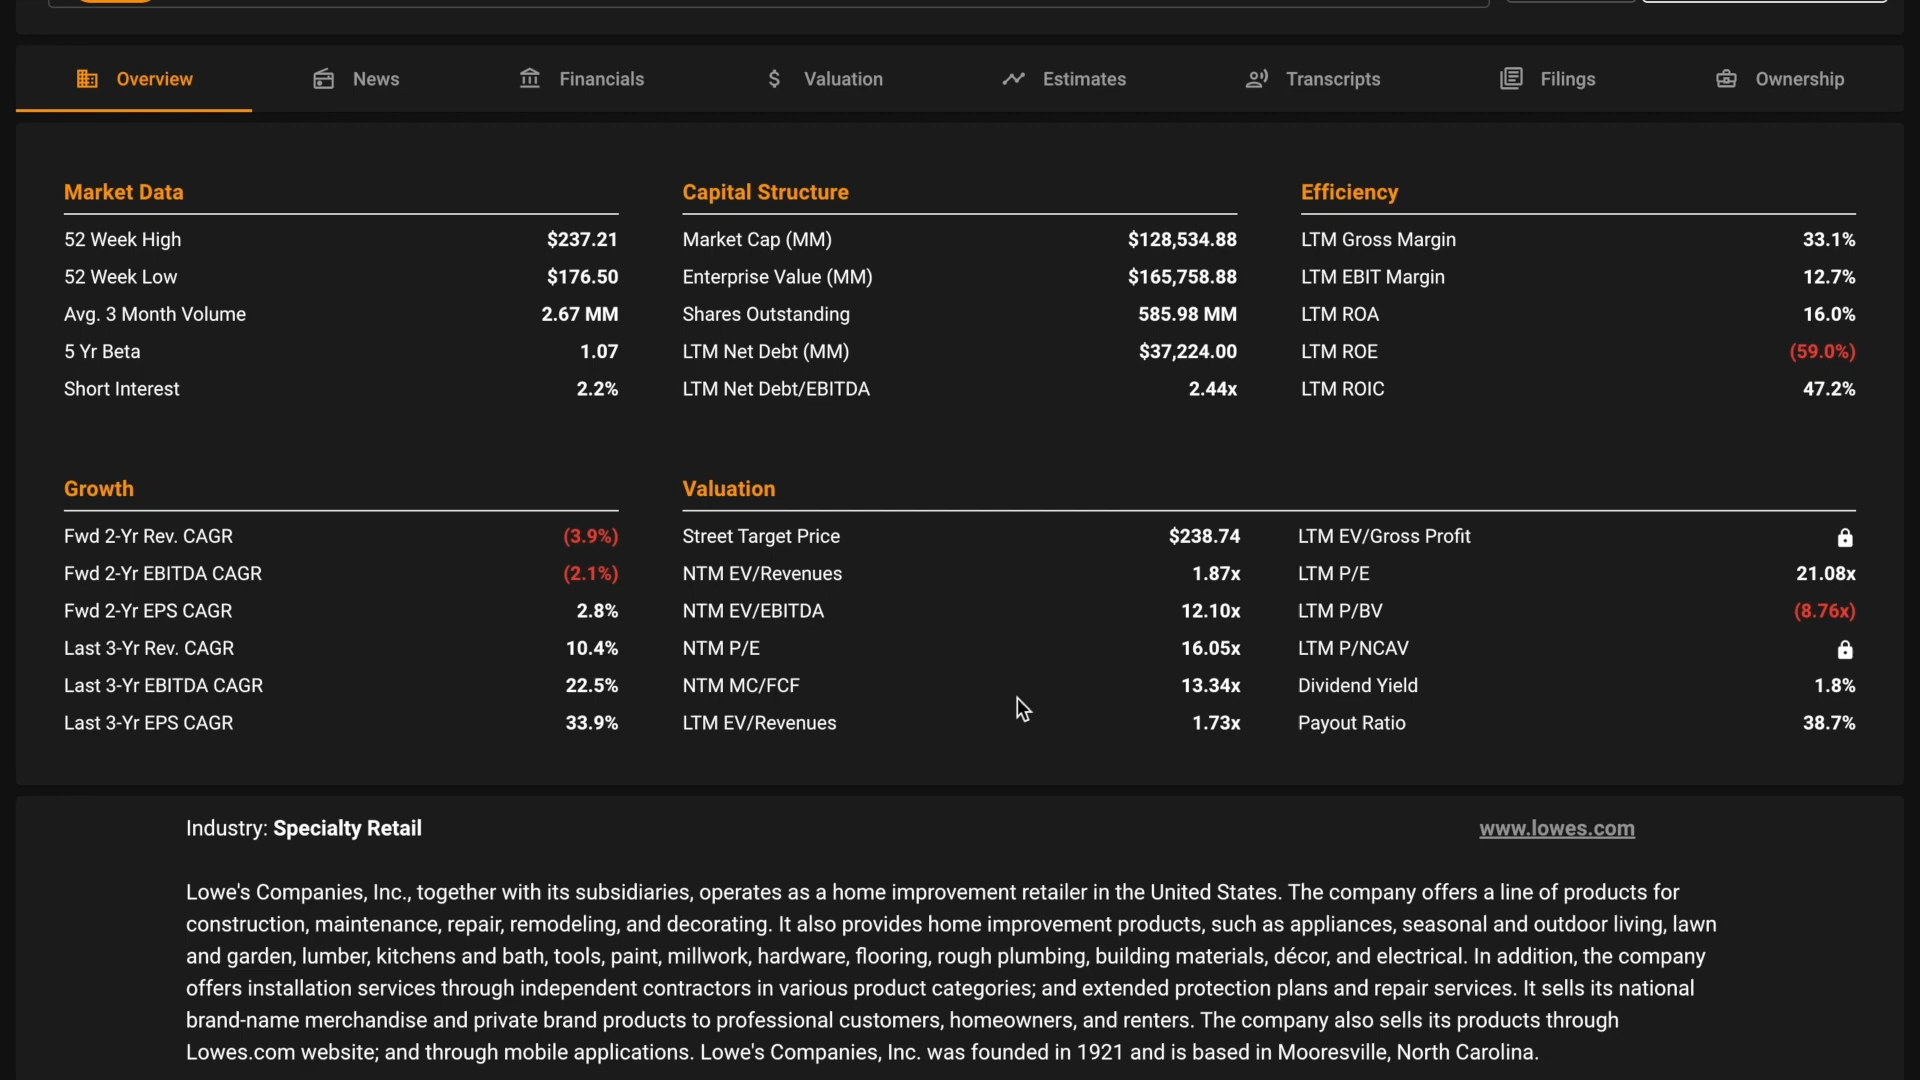 Overview News Financials Valuation Estimates Transcripts Filings Ownership
Market Data
52 Week High $237.21
52 Week Low $176.50
Avg. 3 Month Volume 2.67 MM
5 Yr Beta 1.07
Short Interest 2.2%
Capital Structure
Market Cap (MM) $128,534.88
Enterprise Value (MM) $165,758.88
Shares Outstanding 585.98 MM
LTM Net Debt (MM) $37,224.00
LTM Net Debt/EBITDA 2.44x
Efficiency
LTM Gross Margin 33.1%
LTM EBIT Margin 12.7%
LTM ROA 16.0%
LTM ROE (59.0%)
LTM ROIC 47.2%
Growth
Fwd 2-Yr Rev. CAGR (3.9%)
Fwd 2-Yr EBITDA CAGR (2.1%)
Fwd 2-Yr EPS CAGR 2.8%
Last 3-Yr Rev. CAGR 10.4%
Last 3-Yr EBITDA CAGR 22.5%
Last 3-Yr EPS CAGR 33.9%
Valuation
Street Target Price $238.74
NTM EV/Revenues 1.87x
NTM EV/EBITDA 12.10x
NTM P/E 16.05x
NTM MC/FCF 13.34x
LTM EV/Revenues 1.73x
LTM EV/Gross Profit
LTM P/E 21.08x
LTM P/BV (8.76x)
LTM P/NCAV
Dividend Yield 1.8%
Payout Ratio 38.7%
Industry: Specialty Retail www.lowes.com
Lowe's Companies, Inc., together with its subsidiaries, operates as a home improvement retailer in the United States. The company offers a line of products for
construction, maintenance, repair, remodeling, and decorating. It also provides home improvement products, such as appliances, seasonal and outdoor living, lawn
and garden, lumber, kitchens and bath, tools, paint, millwork, hardware, flooring, rough plumbing, building materials, décor, and electrical. In addition, the company
offers installation services through independent contractors in various product categories; and extended protection plans and repair services. It sells its national
brand-name merchandise and private brand products to professional customers, homeowners, and renters. The company also sells its products through
Lowes.com website; and through mobile applications. Lowe's Companies, Inc. was founded in 1921 and is based in Mooresville, North Carolina.